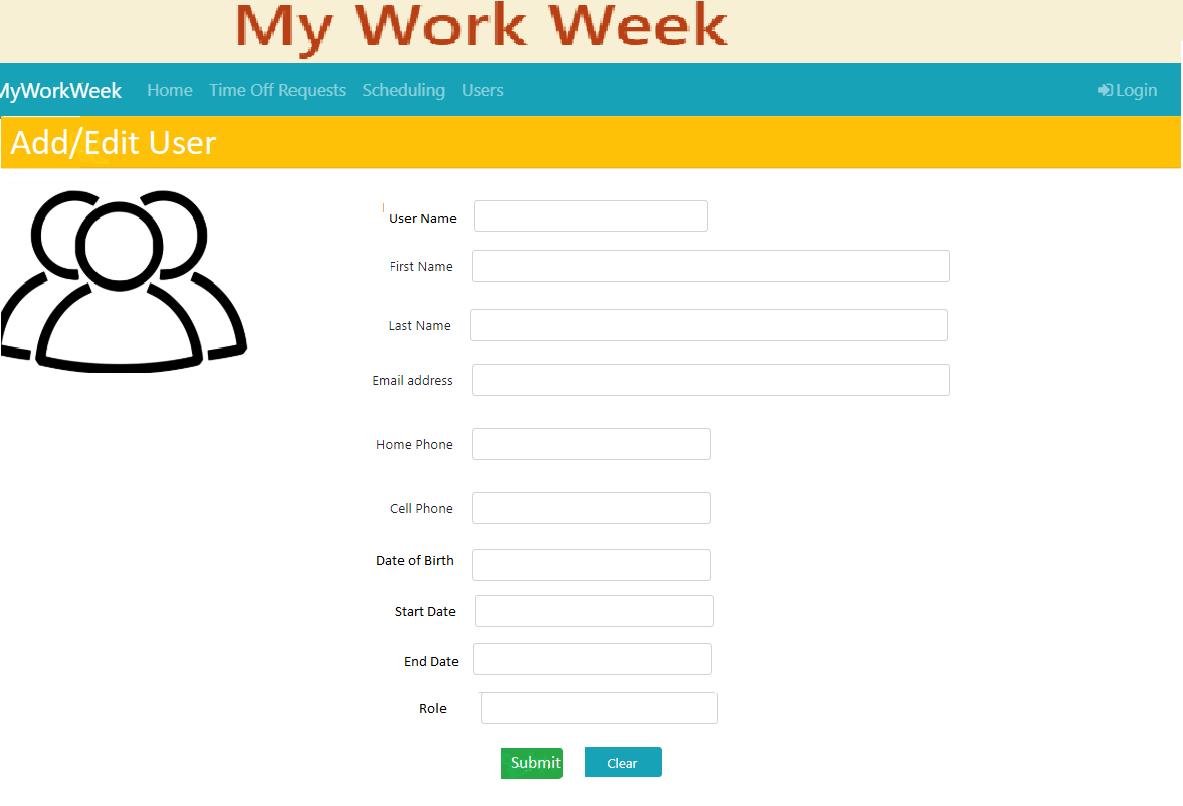 My Work Week
MyWorkWeek Home Time Off Requests Scheduling Users Login
Add/Edit User
User Name
First Name
Last Name
Email address
Home Phone
Cell Phone
Date of Birth
Start Date
End Date
Role
Submit Clear